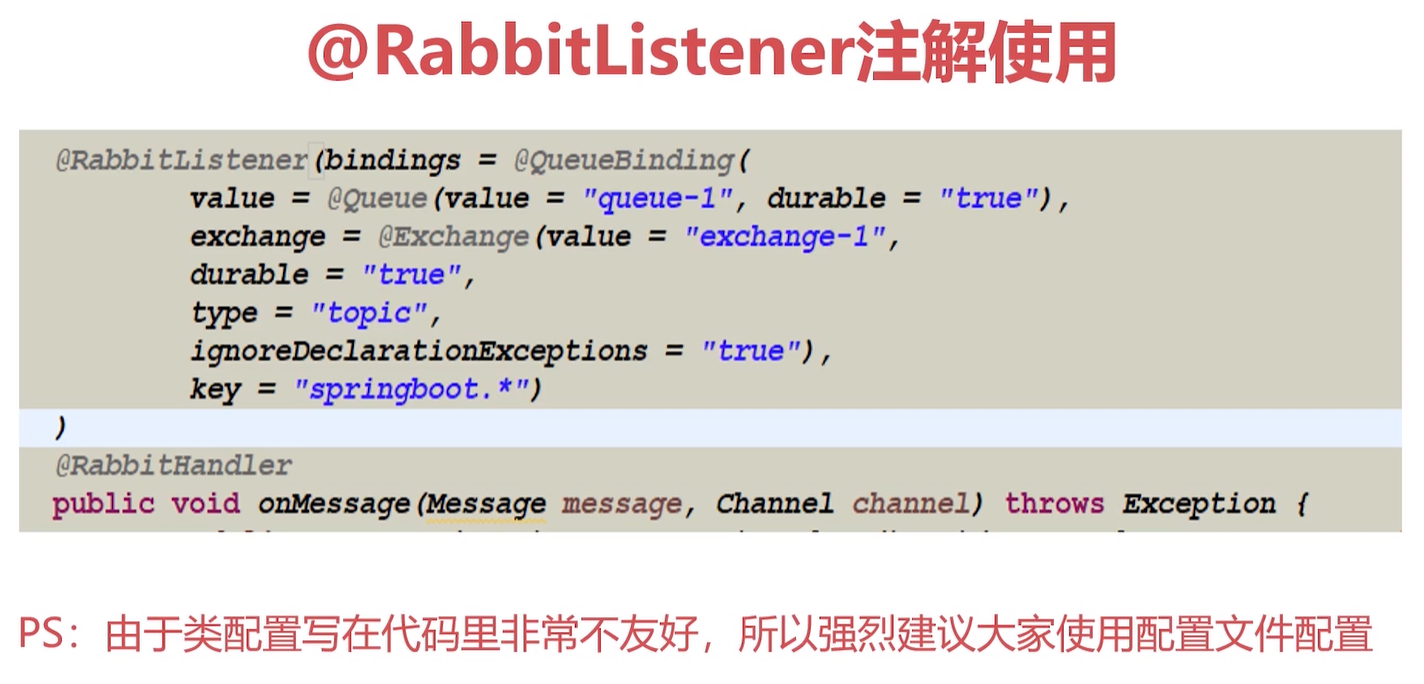 @RabbitListener注解使用
@RabbitListener(bindings = @QueueBinding(
value = @Queue(value = "queue-1", durable = "true"),
exchange = @Exchange(value = "exchange-1",
durable = "true",
type = "topic",
ignoreDeclarationExceptions = "true"),
key = "springboot.*")
)
@RabbitHandler
public void onMessage(Message message, Channel channel) throws Exception {
PS：由于类配置写在代码里非常不友好，所以强烈建议大家使用配置文件配置